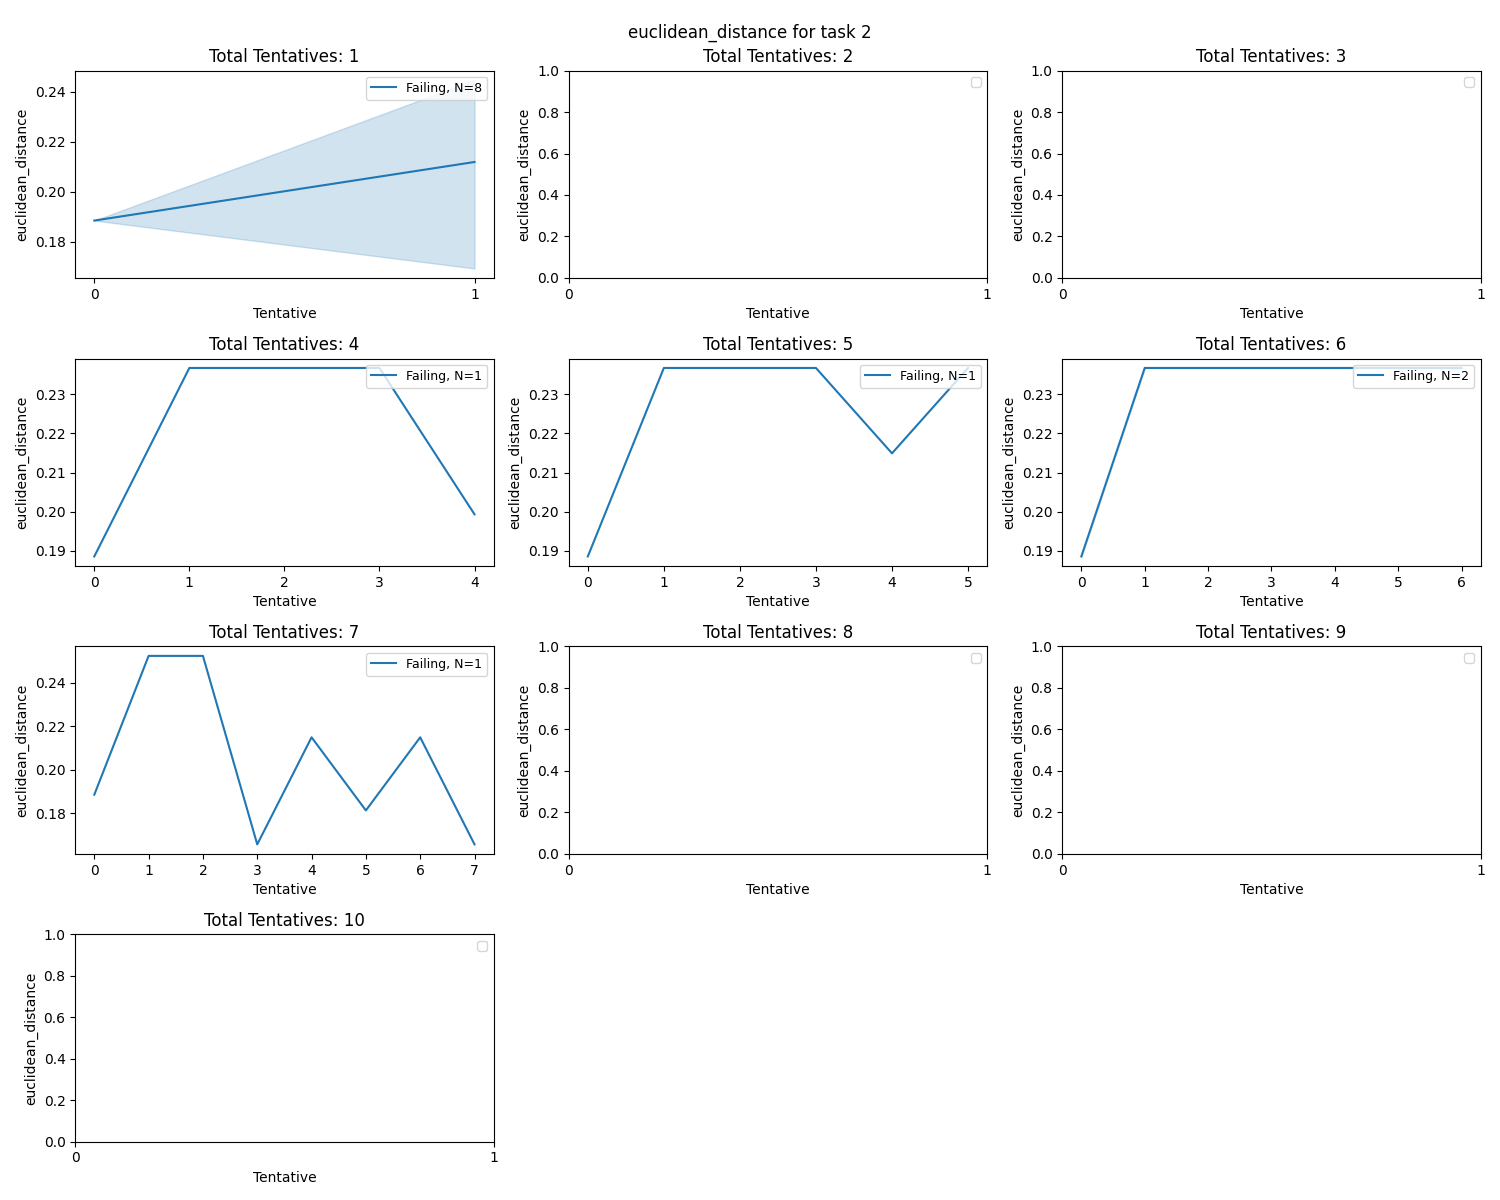 euclidean_distance for task 2
Total Tentatives: 1
Failing, N=8
euclidean_distance
0.24
0.22
0.20
0.18
0 1
Tentative
Total Tentatives: 2
euclidean_distance
1.0
0.8
0.6
0.4
0.2
0.0
0 1
Tentative
Total Tentatives: 3
euclidean_distance
1.0
0.8
0.6
0.4
0.2
0.0
0 1
Tentative
Total Tentatives: 4
Failing, N=1
euclidean_distance
0.23
0.22
0.21
0.20
0.19
0 1 2 3 4
Tentative
Total Tentatives: 5
Failing, N=1
euclidean_distance
0.23
0.22
0.21
0.20
0.19
0 1 2 3 4 5
Tentative
Total Tentatives: 6
Failing, N=2
euclidean_distance
0.23
0.22
0.21
0.20
0.19
0 1 2 3 4 5 6
Tentative
Total Tentatives: 7
Failing, N=1
euclidean_distance
0.24
0.22
0.20
0.18
0 1 2 3 4 5 6 7
Tentative
Total Tentatives: 8
euclidean_distance
1.0
0.8
0.6
0.4
0.2
0.0
0 1
Tentative
Total Tentatives: 9
euclidean_distance
1.0
0.8
0.6
0.4
0.2
0.0
0 1
Tentative
Total Tentatives: 10
euclidean_distance
1.0
0.8
0.6
0.4
0.2
0.0
0 1
Tentative